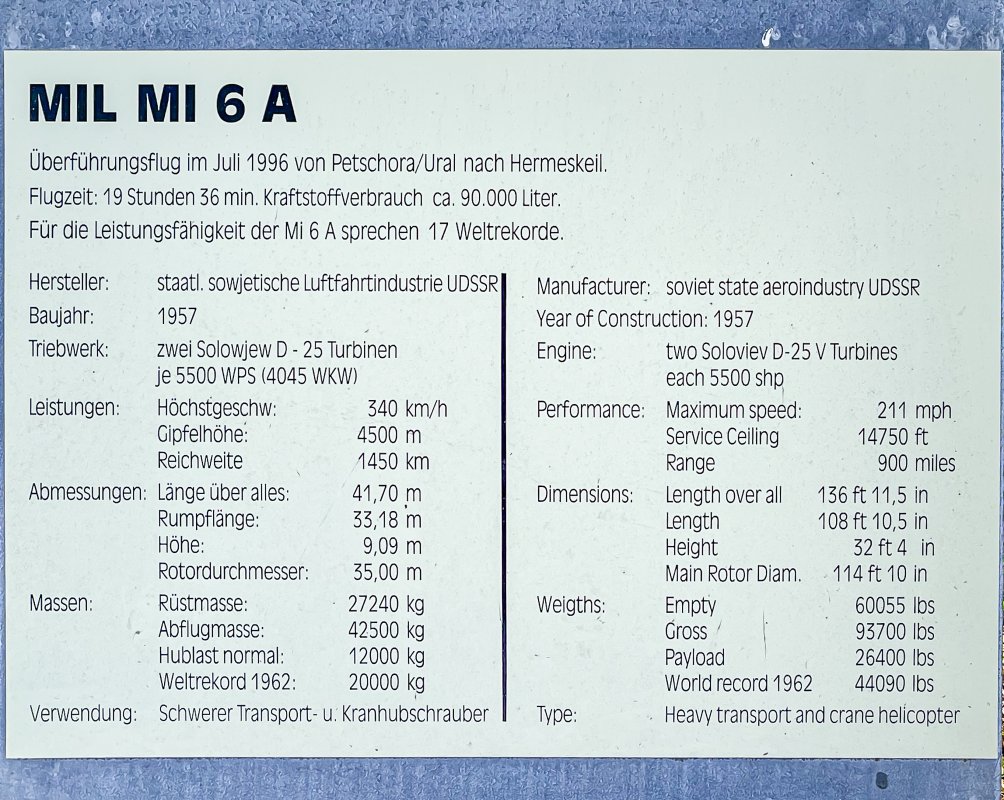 MIL MI 6 A
Überführungsflug im Juli 1996 von Petschora/Ural nach Hermeskeil.
Flugzeit: 19 Stunden 36 min. Kraftstoffverbrauch ca. 90.000 Liter.
Für die Leistungsfähigkeit der Mi 6 A sprechen 17 Weltrekorde.
Hersteller: staatl. sowjetische Luftfahrtindustrie UDSSR
Baujahr: 1957
Triebwerk: zwei Solowjew D - 25 Turbinen
je 5500 WPS (4045 WKW)
Leistungen: Höchstgeschw: 340 km/h
Gipfelhöhe: 4500 m
Reichweite 1450 km
Abmessungen: Länge über alles: 41,70 m
Rumpflänge: 33,18 m
Höhe: 9,09 m
Rotordurchmesser: 35,00 m
Massen: Rüstmasse: 27240 kg
Abflugmasse: 42500 kg
Hublast normal: 12000 kg
Weltrekord 1962: 20000 kg
Verwendung: Schwerer Transport- u. Kranhubschrauber
Manufacturer: soviet state aeroindustry UDSSR
Year of Construction: 1957
Engine: two Soloviev D-25 V Turbines
each 5500 shp
Performance: Maximum speed: 211 mph
Service Ceiling 14750 ft
Range 900 miles
Dimensions: Length over all 136 ft 11,5 in
Length 108 ft 10,5 in
Height 32 ft 4 in
Main Rotor Diam. 114 ft 10 in
Weigths: Empty 60055 lbs
Gross 93700 lbs
Payload 26400 lbs
World record 1962 44090 lbs
Type: Heavy transport and crane helicopter